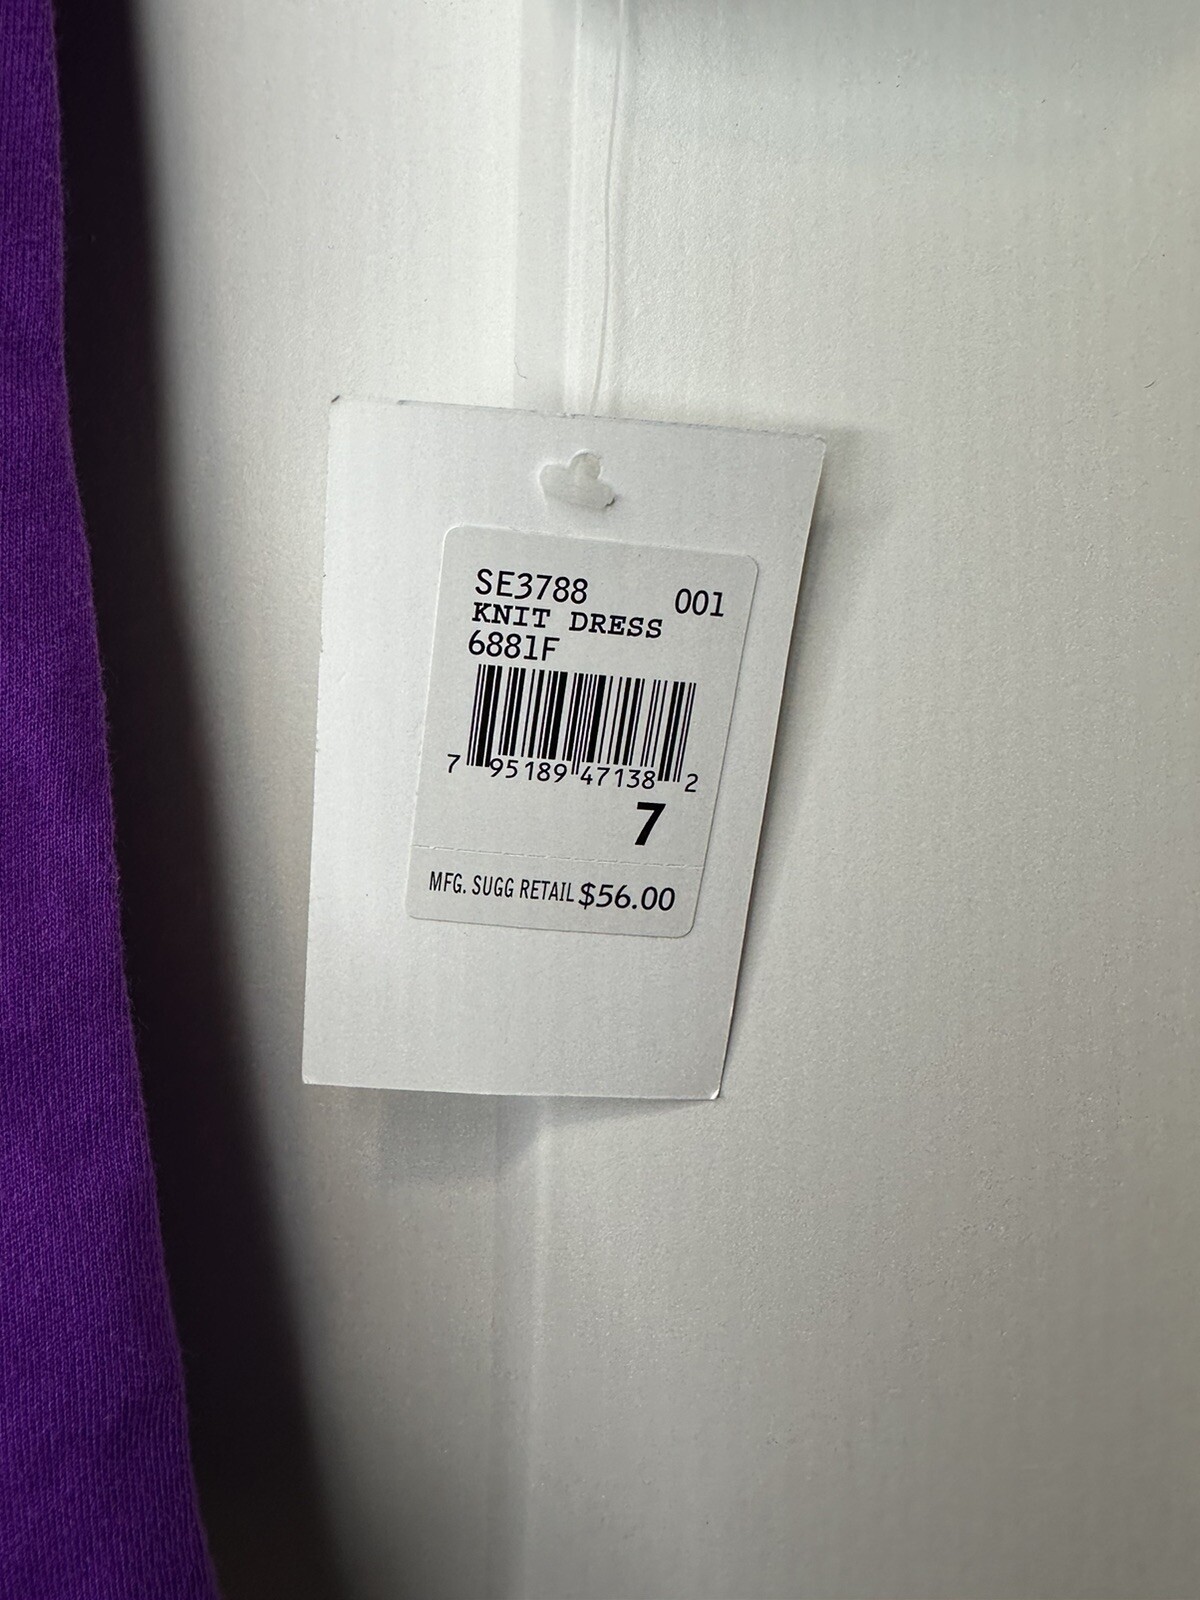 SE3788 001
KNIT DRESS
6881F
7 95189 47138 2
7
MFG. SUGG RETAIL $56.00